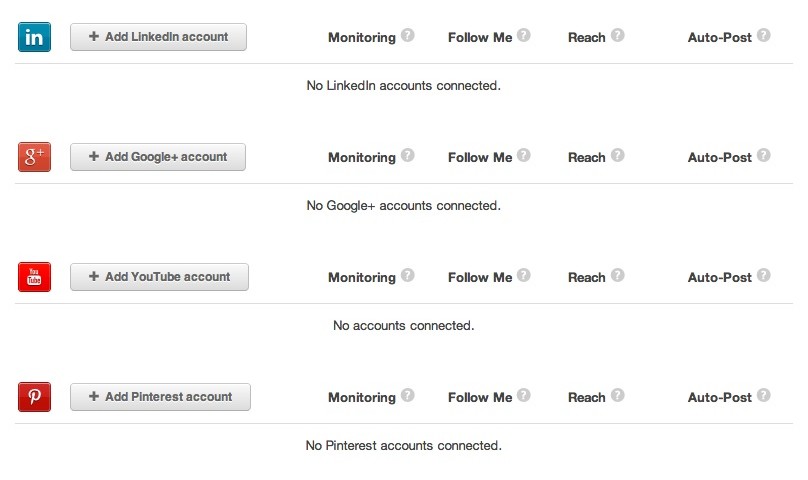 in + Add LinkedIn account Monitoring ? Follow Me ? Reach ? Auto-Post ?
No LinkedIn accounts connected.
g+ + Add Google+ account Monitoring ? Follow Me ? Reach ? Auto-Post ?
No Google+ accounts connected.
You Tube + Add YouTube account Monitoring ? Follow Me ? Reach ? Auto-Post ?
No accounts connected.
P + Add Pinterest account Monitoring ? Follow Me ? Reach ? Auto-Post ?
No Pinterest accounts connected.